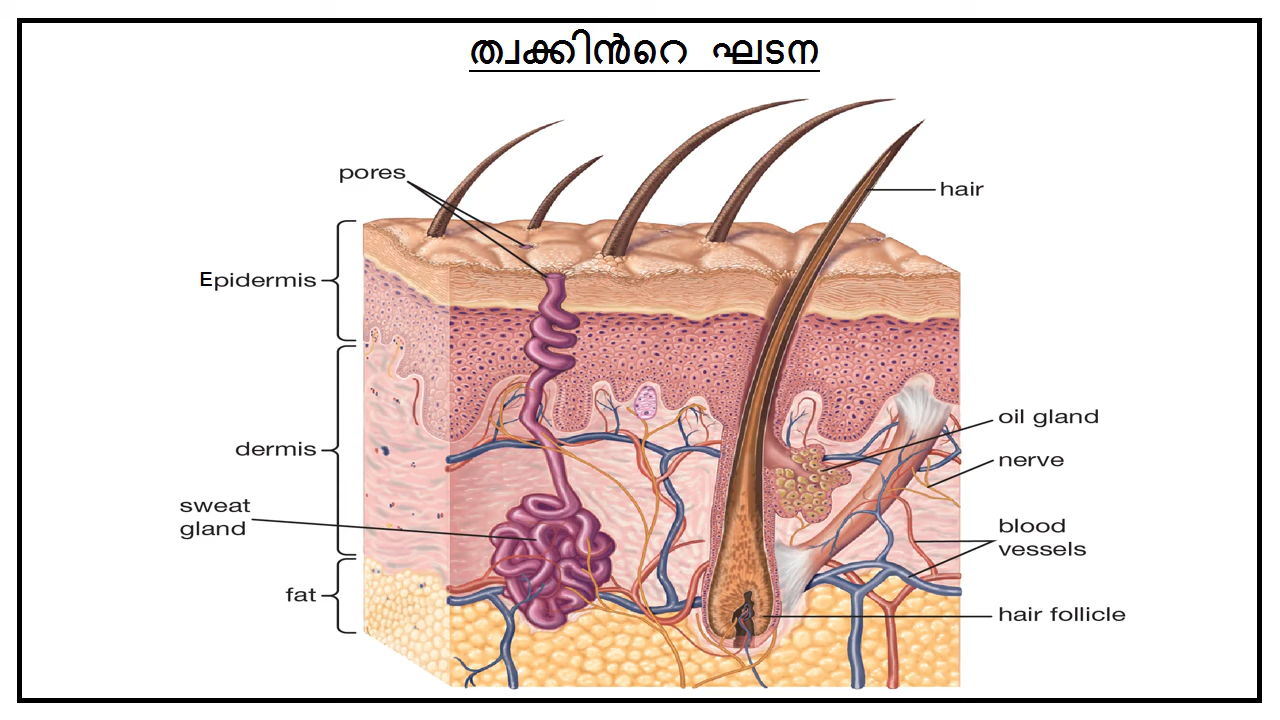 ത്വക്കിൻറെ ഘടന
pores
hair
Epidermis
oil gland
dermis
nerve
sweat
gland
blood
vessels
fat
hair follicle